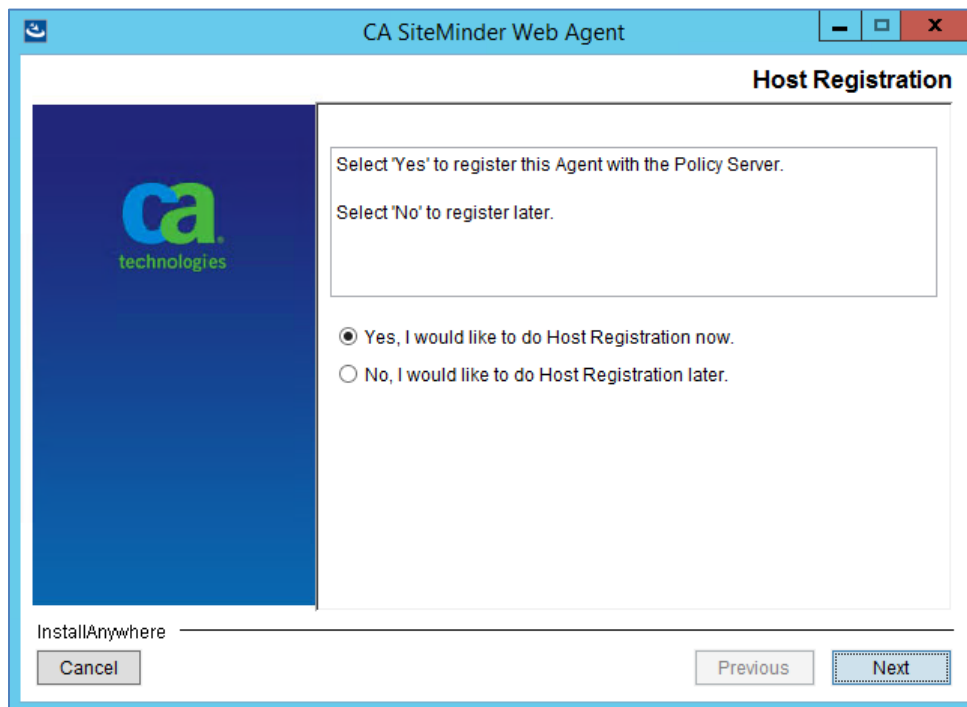 CA SiteMinder Web Agent
Host Registration
ca
technologies
Select 'Yes' to register this Agent with the Policy Server.
Select 'No' to register later.
Yes, I would like to do Host Registration now.
No, I would like to do Host Registration later.
InstallAnywhere
Cancel
Previous
Next